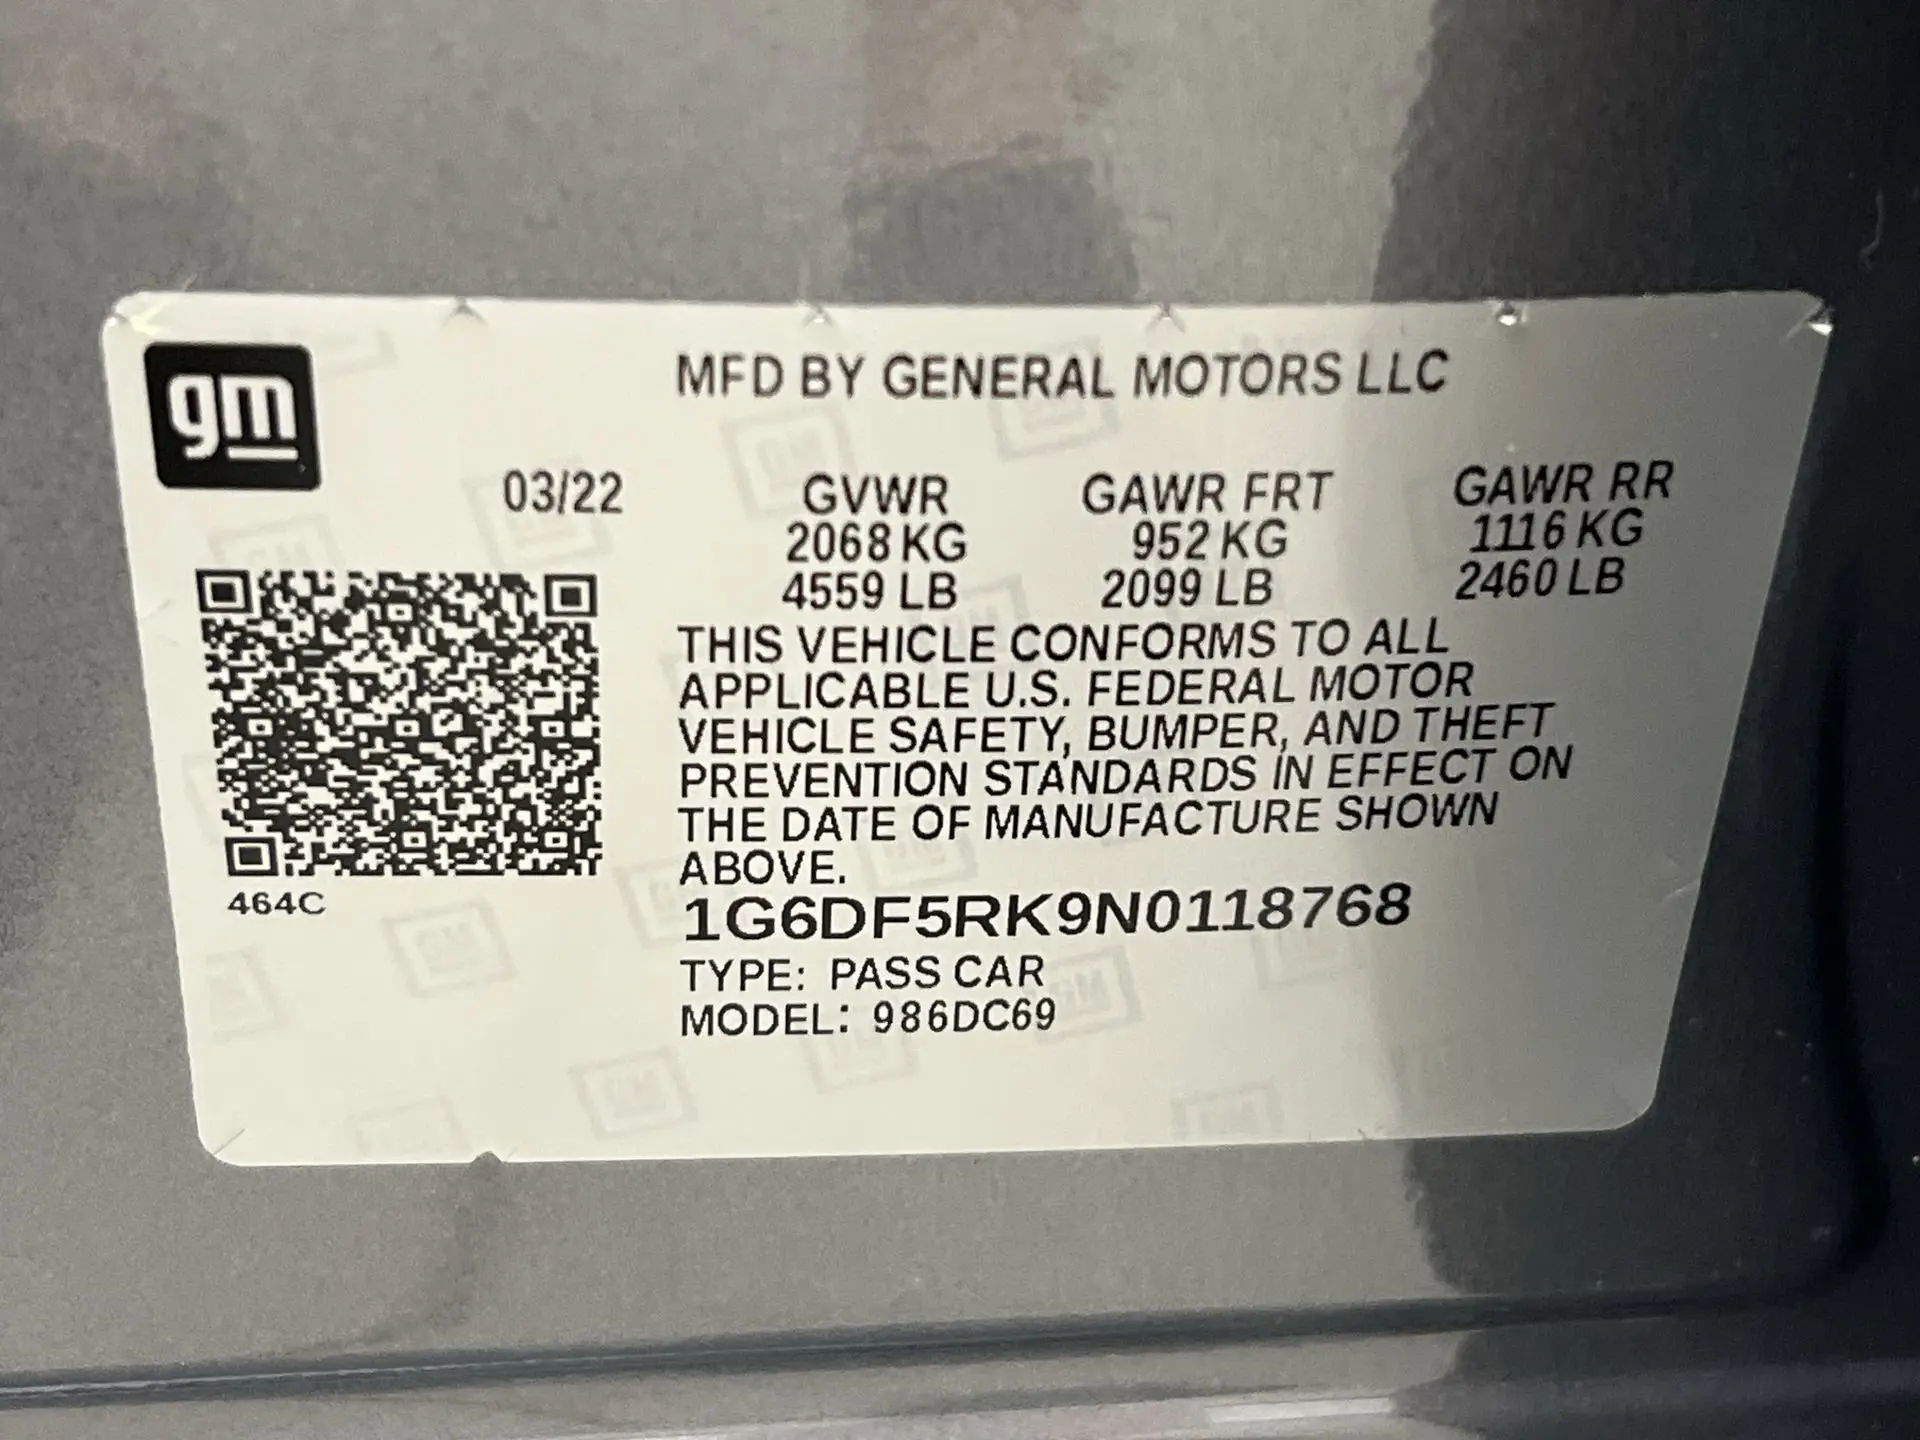 gm
MFD BY GENERAL MOTORS LLC
03/22 GVWR GAWR FRT GAWR RR
2068 KG 952 KG 1116 KG
4559 LB 2099 LB 2460 LB
THIS VEHICLE CONFORMS TO ALL
APPLICABLE U.S. FEDERAL MOTOR
VEHICLE SAFETY, BUMPER, AND THEFT
PREVENTION STANDARDS IN EFFECT ON
THE DATE OF MANUFACTURE SHOWN
ABOVE.
464C
1G6DF5RK9N0118768
TYPE: PASS CAR
MODEL: 986DC69